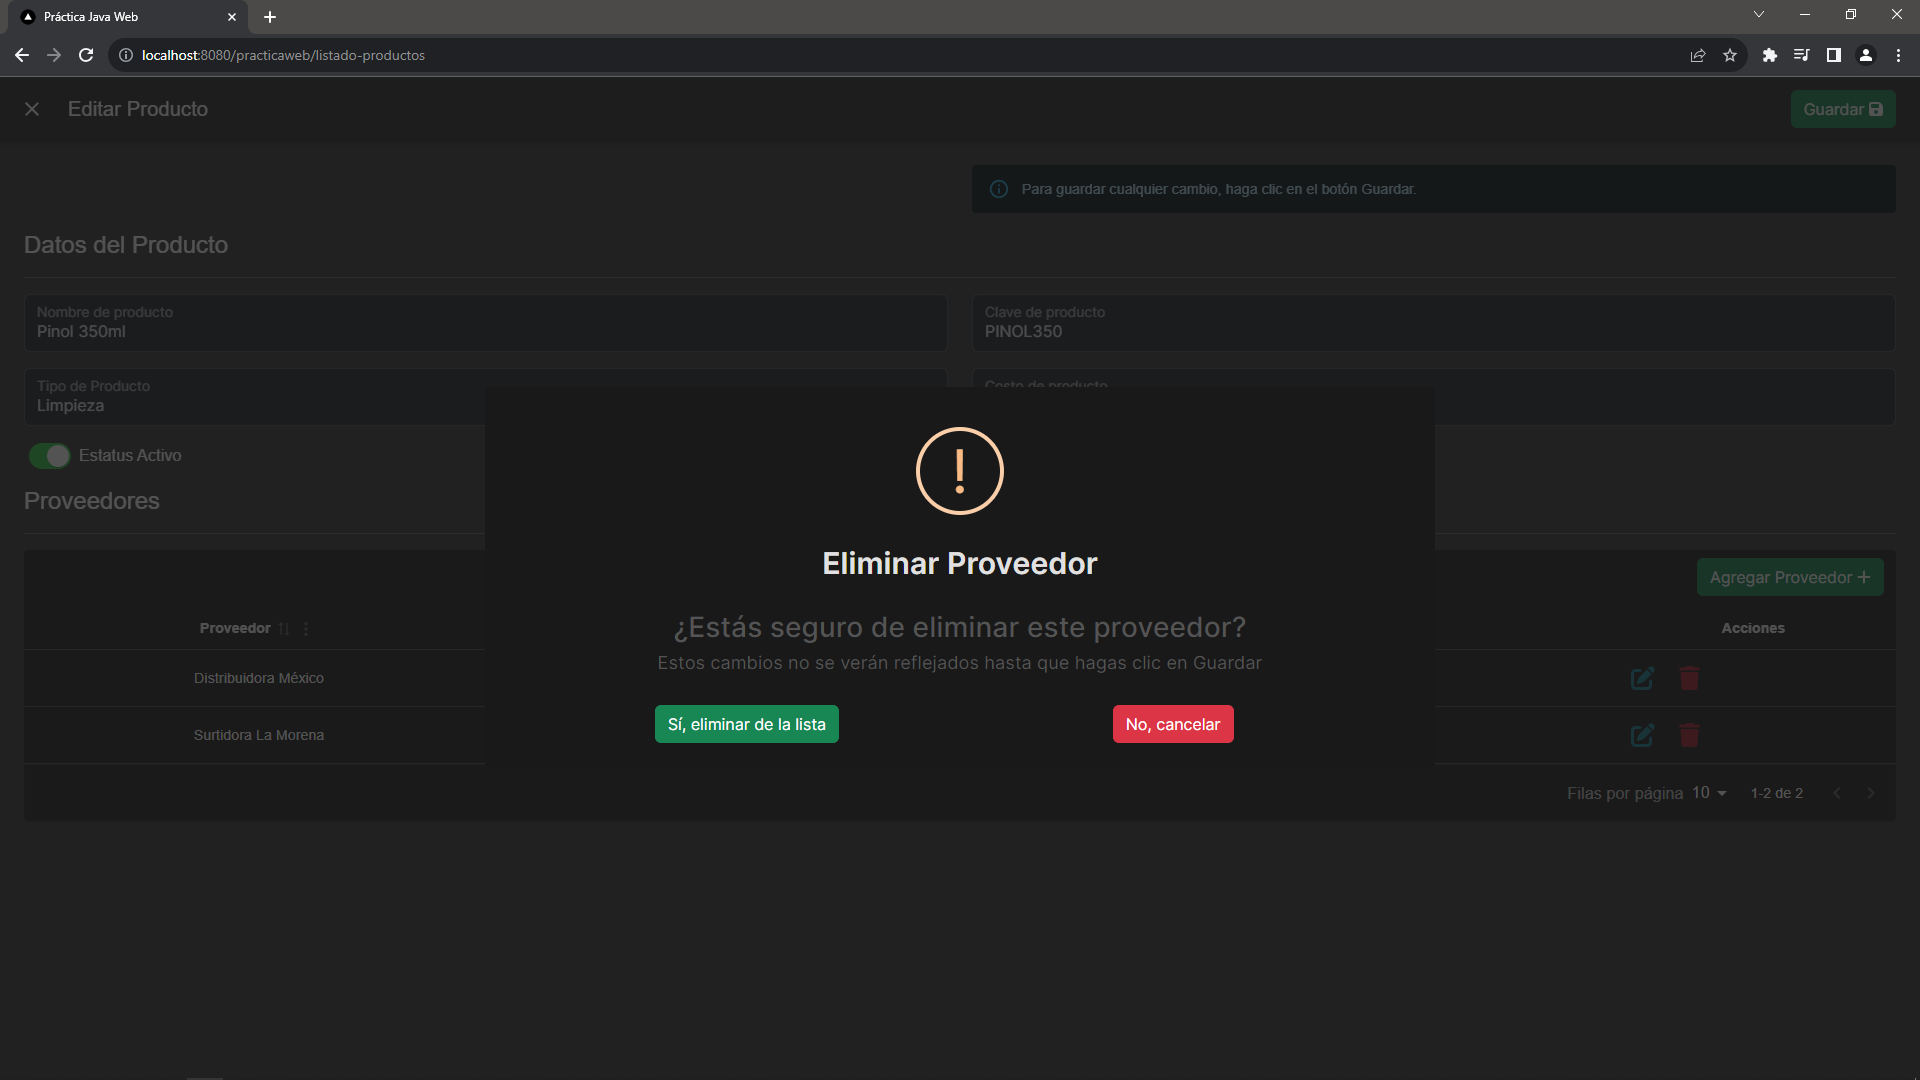 Práctica Java Web
localhost:8080/practicaweb/listado-productos
Editar Producto
Guardar
Para guardar cualquier cambio, haga clic en el botón Guardar.
Datos del Producto
Nombre de producto
Pinol 350ml
Clave de producto
PINOL350
Tipo de Producto
Limpieza
Costo de producto
Estatus Activo
Proveedores
Eliminar Proveedor
¿Estás seguro de eliminar este proveedor?
Estos cambios no se verán reflejados hasta que hagas clic en Guardar
Sí, eliminar de la lista
No, cancelar
Agregar Proveedor
Proveedor
Acciones
Distribuidora México
Surtidora La Morena
Filas por página 10 1-2 de 2